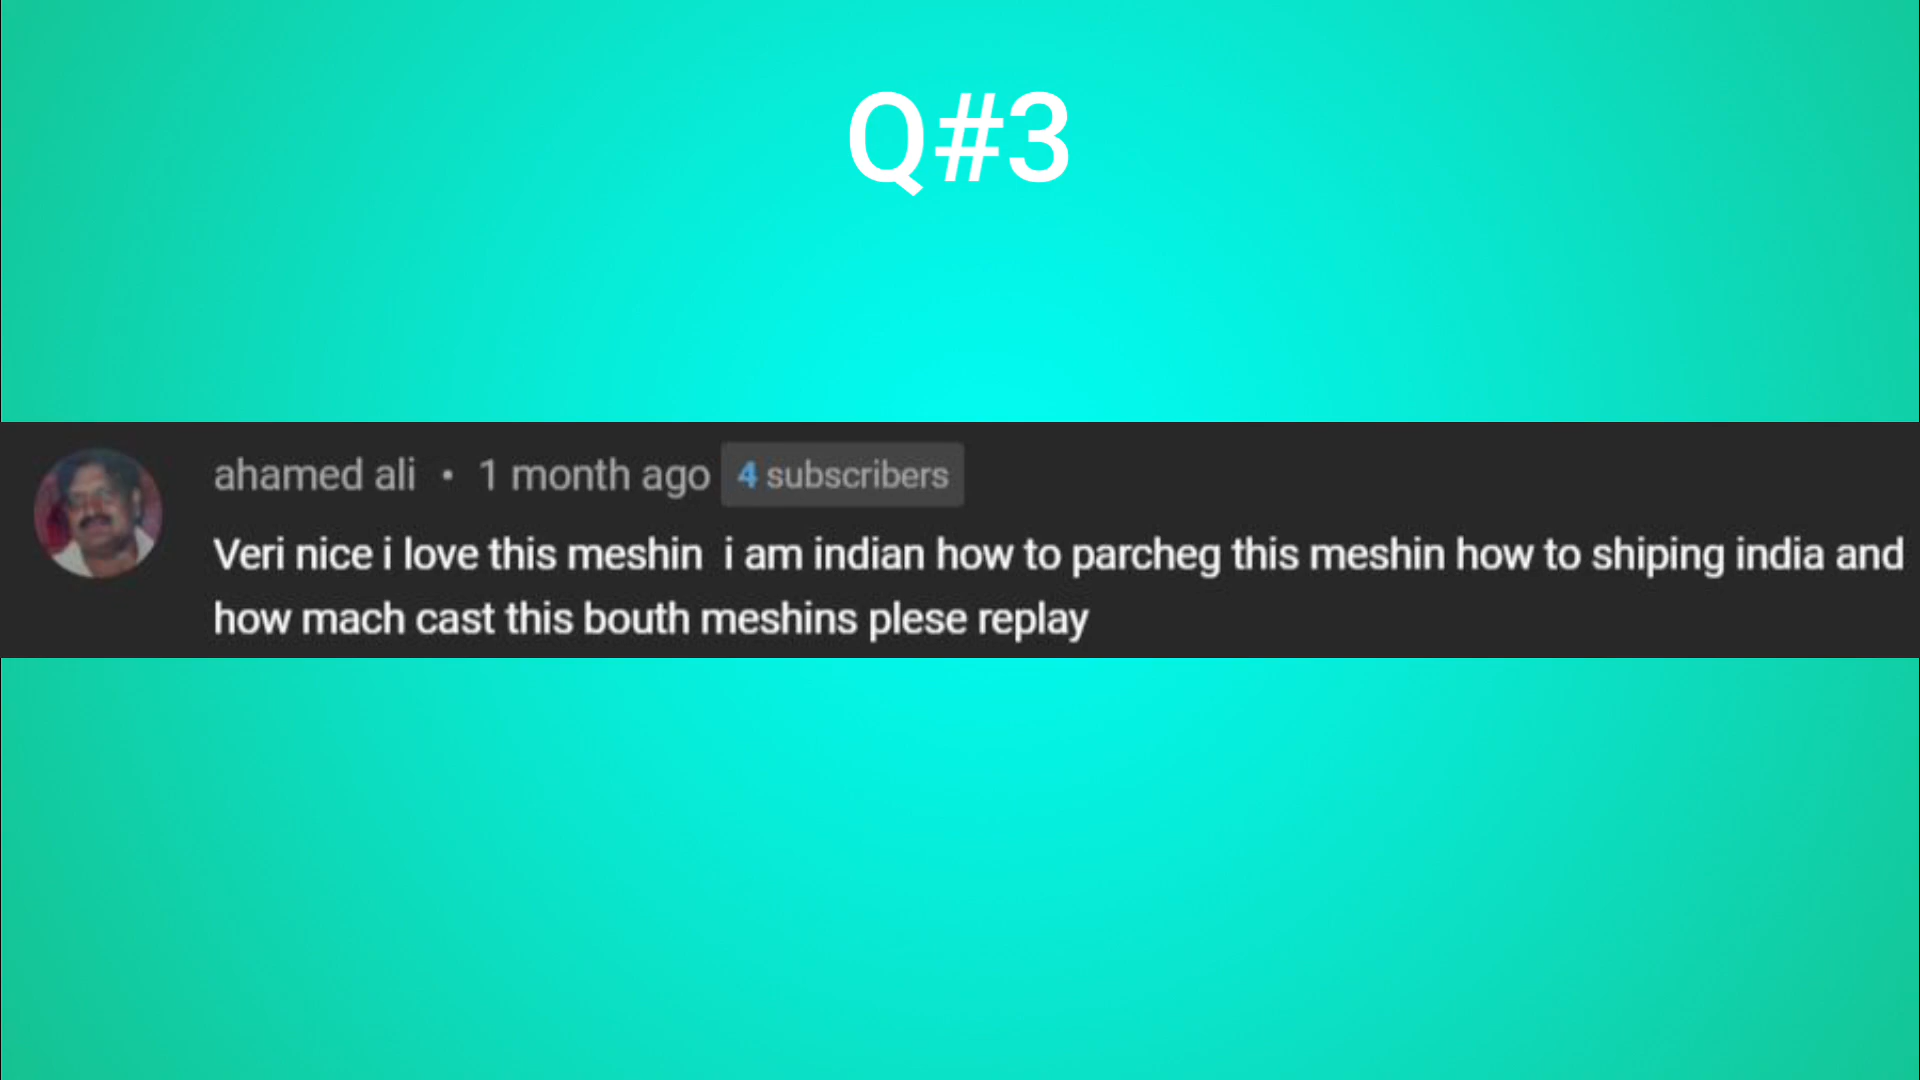 Q#3
ahamed ali • 1 month ago 4 subscribers
Veri nice i love this meshin i am indian how to parcheg this meshin how to shiping india and
how mach cast this bouth meshins plese replay